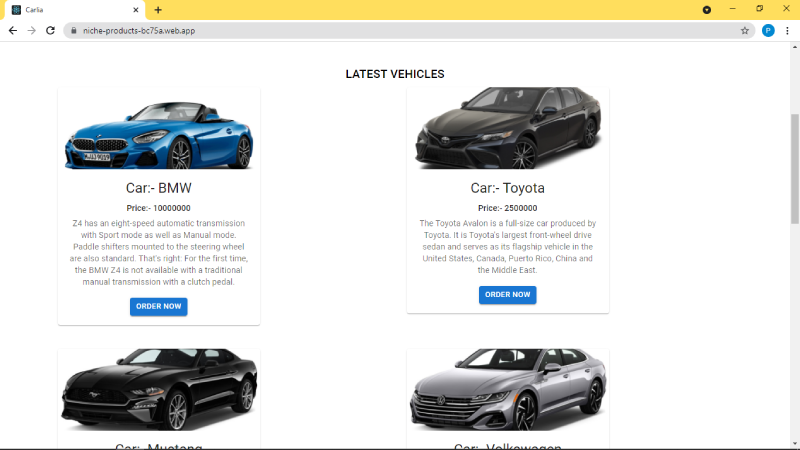 Carlia
niche-products-bc75a.web.app
P
LATEST VEHICLES
Car:- BMW
Price:- 10000000
Z4 has an eight-speed automatic transmission
with Sport mode as well as Manual mode.
Paddle shifters mounted to the steering wheel
are also standard. That's right: For the first time,
the BMW Z4 is not available with a traditional
manual transmission with a clutch pedal.
ORDER NOW
Car:- Toyota
Price:- 2500000
The Toyota Avalon is a full-size car produced by
Toyota. It is Toyota's largest front-wheel drive
sedan and serves as its flagship vehicle in the
United States, Canada, Puerto Rico, China and
the Middle East.
ORDER NOW
Car:- Mustang
Car:- Volkswagen